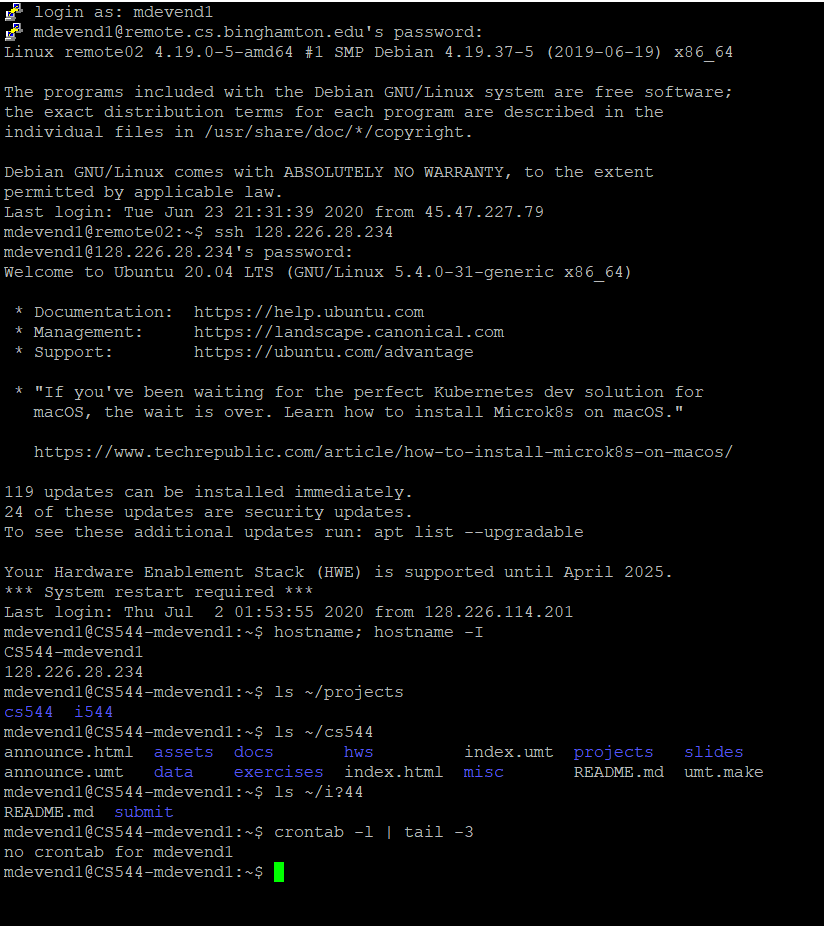 login as: mdevend1
mdevend1@remote.cs.binghamton.edu's password:
Linux remote02 4.19.0-5-amd64 #1 SMP Debian 4.19.37-5 (2019-06-19) x86_64
The programs included with the Debian GNU/Linux system are free software;
the exact distribution terms for each program are described in the
individual files in /usr/share/doc/*/copyright.
Debian GNU/Linux comes with ABSOLUTELY NO WARRANTY, to the extent
permitted by applicable law.
Last login: Tue Jun 23 21:31:39 2020 from 45.47.227.79
mdevend1@remote02:~$ ssh 128.226.28.234
mdevend1@128.226.28.234's password:
Welcome to Ubuntu 20.04 LTS (GNU/Linux 5.4.0-31-generic x86_64)
 * Documentation:  https://help.ubuntu.com
 * Management:     https://landscape.canonical.com
 * Support:        https://ubuntu.com/advantage
 * "If you've been waiting for the perfect Kubernetes dev solution for
   macOS, the wait is over. Learn how to install Microk8s on macOS."
   https://www.techrepublic.com/article/how-to-install-microk8s-on-macos/
119 updates can be installed immediately.
24 of these updates are security updates.
To see these additional updates run: apt list --upgradable
Your Hardware Enablement Stack (HWE) is supported until April 2025.
*** System restart required ***
Last login: Thu Jul  2 01:53:55 2020 from 128.226.114.201
mdevend1@CS544-mdevend1:~$ hostname; hostname -I
CS544-mdevend1
128.226.28.234
mdevend1@CS544-mdevend1:~$ ls ~/projects
cs544  i544
mdevend1@CS544-mdevend1:~$ ls ~/cs544
announce.html  assets  docs       hws         index.umt  projects   slides
announce.umt   data    exercises  index.html  misc       README.md  umt.make
mdevend1@CS544-mdevend1:~$ ls ~/i?44
README.md  submit
mdevend1@CS544-mdevend1:~$ crontab -l | tail -3
no crontab for mdevend1
mdevend1@CS544-mdevend1:~$